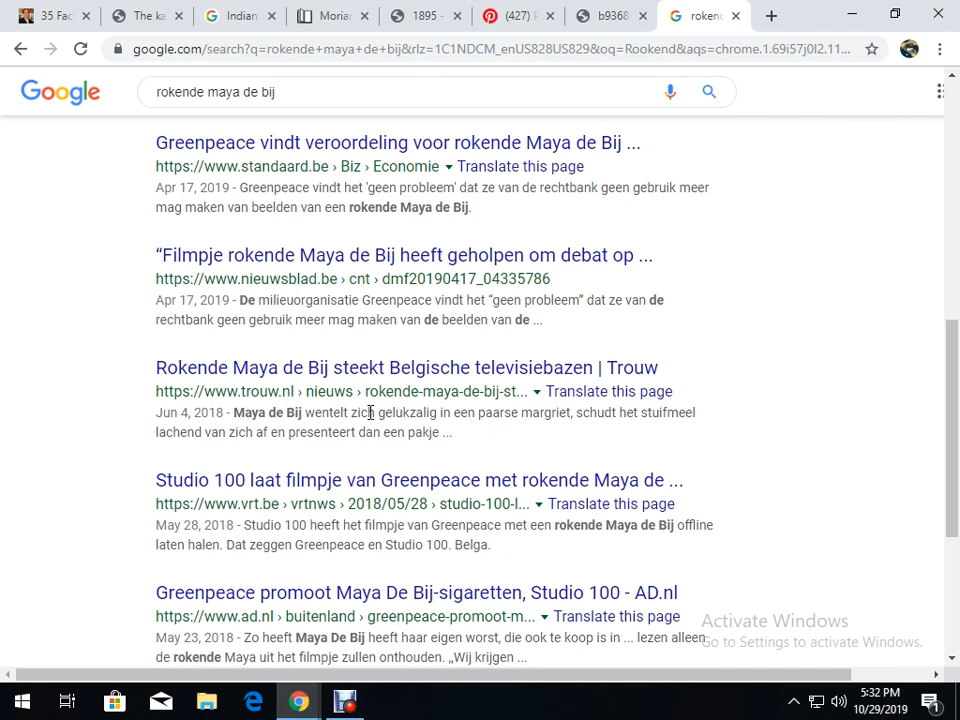 35 Fac
The ka
Indian
Moria
1895 -
(427) P
b9368
rokend
google.com/search?q=rokende+maya+de+bij&rlz=1C1NDCM_enUS828US829&oq=Rookend&aqs=chrome.1.69i57j0l2.11...
Google
rokende maya de bij
Greenpeace vindt veroordeling voor rokende Maya de Bij ...
https://www.standaard.be › Biz › Economie Translate this page
Apr 17, 2019 - Greenpeace vindt het 'geen probleem' dat ze van de rechtbank geen gebruik meer
mag maken van beelden van een rokende Maya de Bij.
“Filmpje rokende Maya de Bij heeft geholpen om debat op ...
https://www.nieuwsblad.be › cnt › dmf20190417_04335786
Apr 17, 2019 - De milieuorganisatie Greenpeace vindt het “geen probleem” dat ze van de
rechtbank geen gebruik meer mag maken van de beelden van de ...
Rokende Maya de Bij steekt Belgische televisiebazen | Trouw
https://www.trouw.nl › nieuws › rokende-maya-de-bij-st... Translate this page
Jun 4, 2018 - Maya de Bij wentelt zich gelukzalig in een paarse margriet, schudt het stuifmeel
lachend van zich af en presenteert dan een pakje ...
Studio 100 laat filmpje van Greenpeace met rokende Maya de ...
https://www.vrt.be › vrtnws › 2018/05/28 › studio-100-l... Translate this page
May 28, 2018 - Studio 100 heeft het filmpje van Greenpeace met een rokende Maya de Bij offline
laten halen. Dat zeggen Greenpeace en Studio 100. Belga.
Greenpeace promoot Maya De Bij-sigaretten, Studio 100 - AD.nl
https://www.ad.nl › buitenland › greenpeace-promoot-m... Translate this page
May 23, 2018 - Zo heeft Maya De Bij heeft haar eigen worst, die ook te koop is in ... lezen alleen
de rokende Maya uit het filmpje zullen onthouden. „Wij krijgen ...
Activate Windows
Go to Settings to activate Windows.
5:32 PM
10/29/2019
1